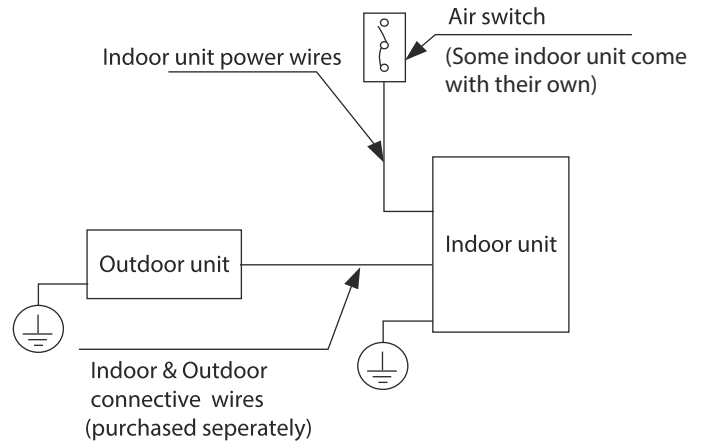 Air switch
(Some indoor unit come
with their own)
Indoor unit power wires
Indoor unit
Outdoor unit
Indoor & Outdoor
connective wires
(purchased seperately)